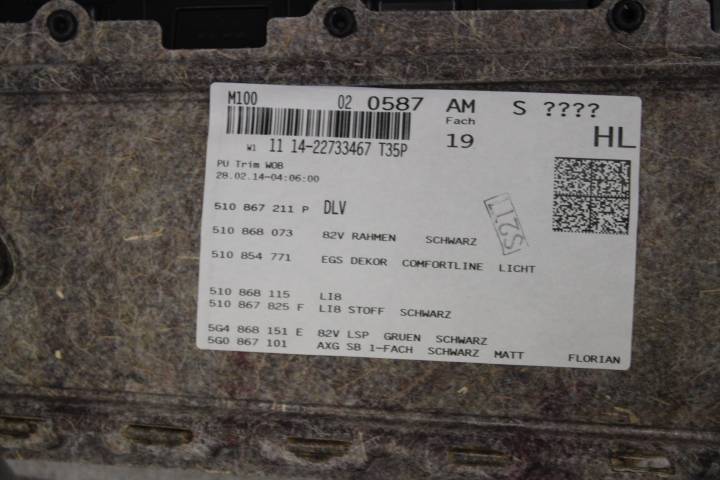 M100 02 0587 AM S ????
Fach
19 HL
W1 11 14-22733467 T35P
PU Trim WOB
28.02.14-04:06:00
510 867 211 P DLV
S211
510 868 073 82V RAHMEN SCHWARZ
510 854 771 EGS DEKOR COMFORTLINE LICHT
510 868 115 LI8
510 867 825 F LI8 STOFF SCHWARZ
5G4 868 151 E 82V LSP GRUEN SCHWARZ
5G0 867 101 AXG SB 1-FACH SCHWARZ MATT FLORIAN